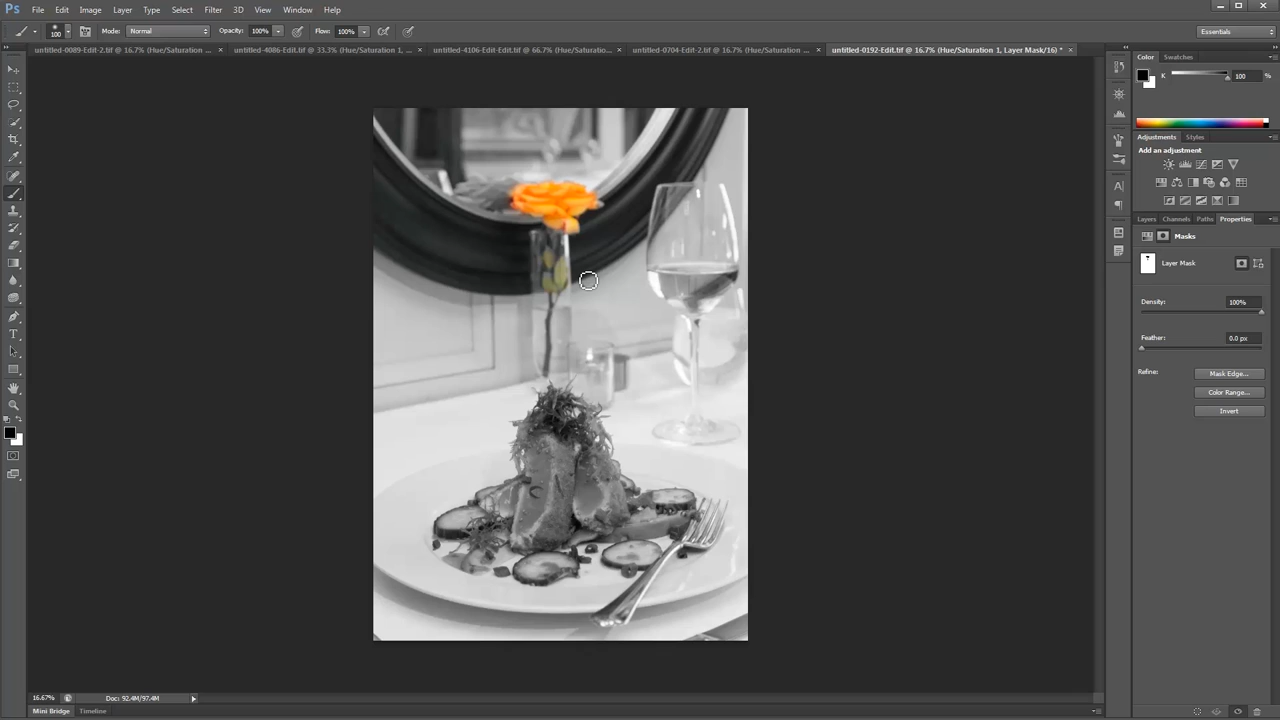 Ps File Edit Image Layer Type Select Filter 3D View Window Help
100 Mode: Normal Opacity: 100% Flow: 100% Essentials
untitled-0089-Edit-2.tif @ 16.7% (Hue/Saturation ... × untitled-4086-Edit.tif @ 33.3% (Hue/Saturation 1, ... × untitled-4106-Edit-Edit.tif @ 66.7% (Hue/Saturatio... × untitled-0704-Edit-2.tif @ 16.7% (Hue/Saturation ... × untitled-0192-Edit.tif @ 16.7% (Hue/Saturation 1, Layer Mask/16) * ×
Color Swatches
K 100 %
Adjustments Styles
Add an adjustment
Layers Channels Paths Properties
Masks
Layer Mask
Density: 100%
Feather: 0.0 px
Refine: Mask Edge...
Color Range...
Invert
16.67% Doc: 92.4M/97.4M
Mini Bridge Timeline